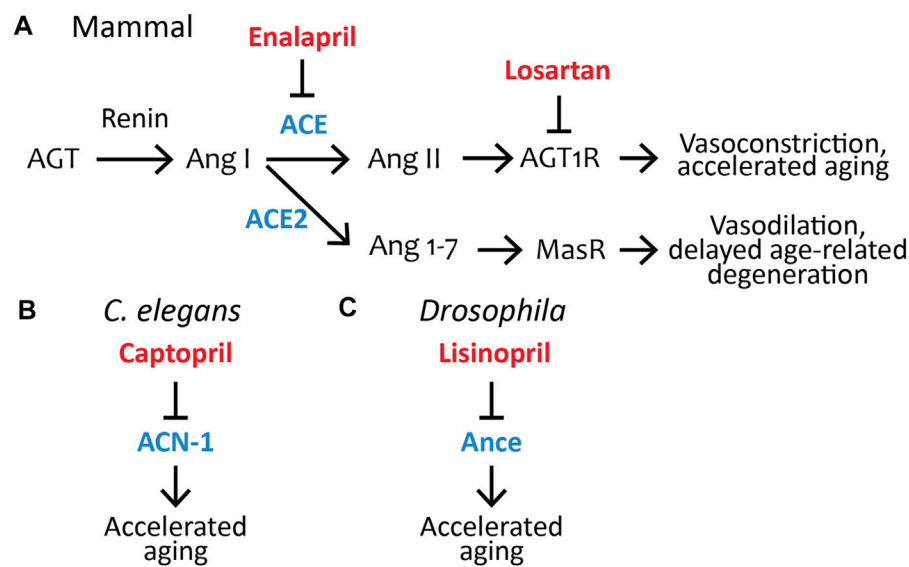 A Mammal
Enalapril
Losartan
Renin
ACE
AGT
Ang I
Ang II
AGT1R
Vasoconstriction,
accelerated aging
ACE2
Ang 1-7
MasR
Vasodilation,
delayed age-related
degeneration
B C. elegans
Captopril
ACN-1
Accelerated
aging
C Drosophila
Lisinopril
Ance
Accelerated
aging